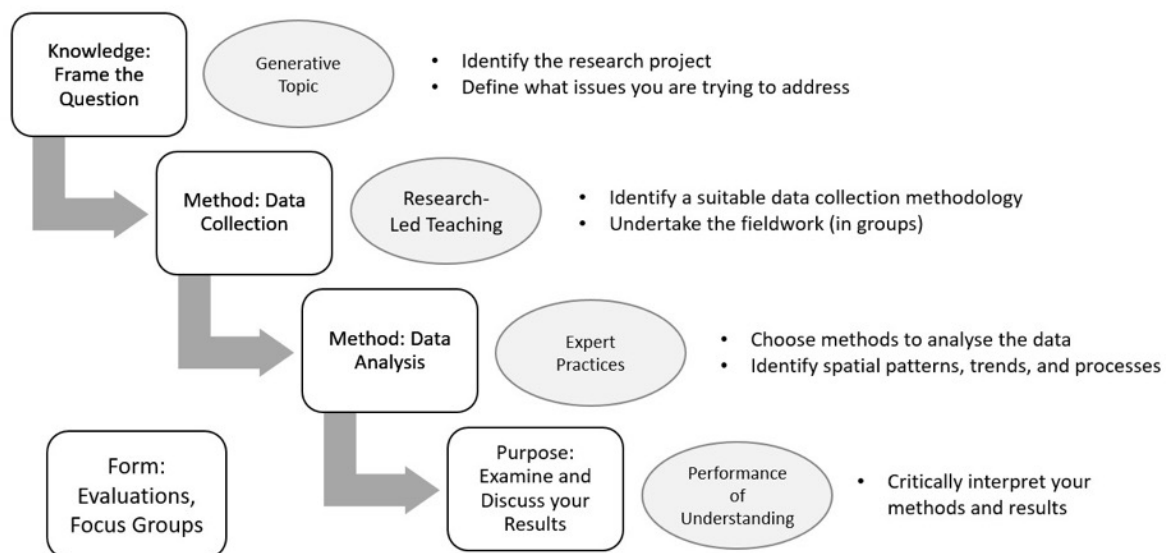 Knowledge:
Frame the
Question
Generative
Topic
• Identify the research project
• Define what issues you are trying to address
Method: Data
Collection
Research-
Led Teaching
• Identify a suitable data collection methodology
• Undertake the fieldwork (in groups)
Method: Data
Analysis
Expert
Practices
• Choose methods to analyse the data
• Identify spatial patterns, trends, and processes
Form:
Evaluations,
Focus Groups
Purpose:
Examine and
Discuss your
Results
Performance
of
Understanding
• Critically interpret your
methods and results